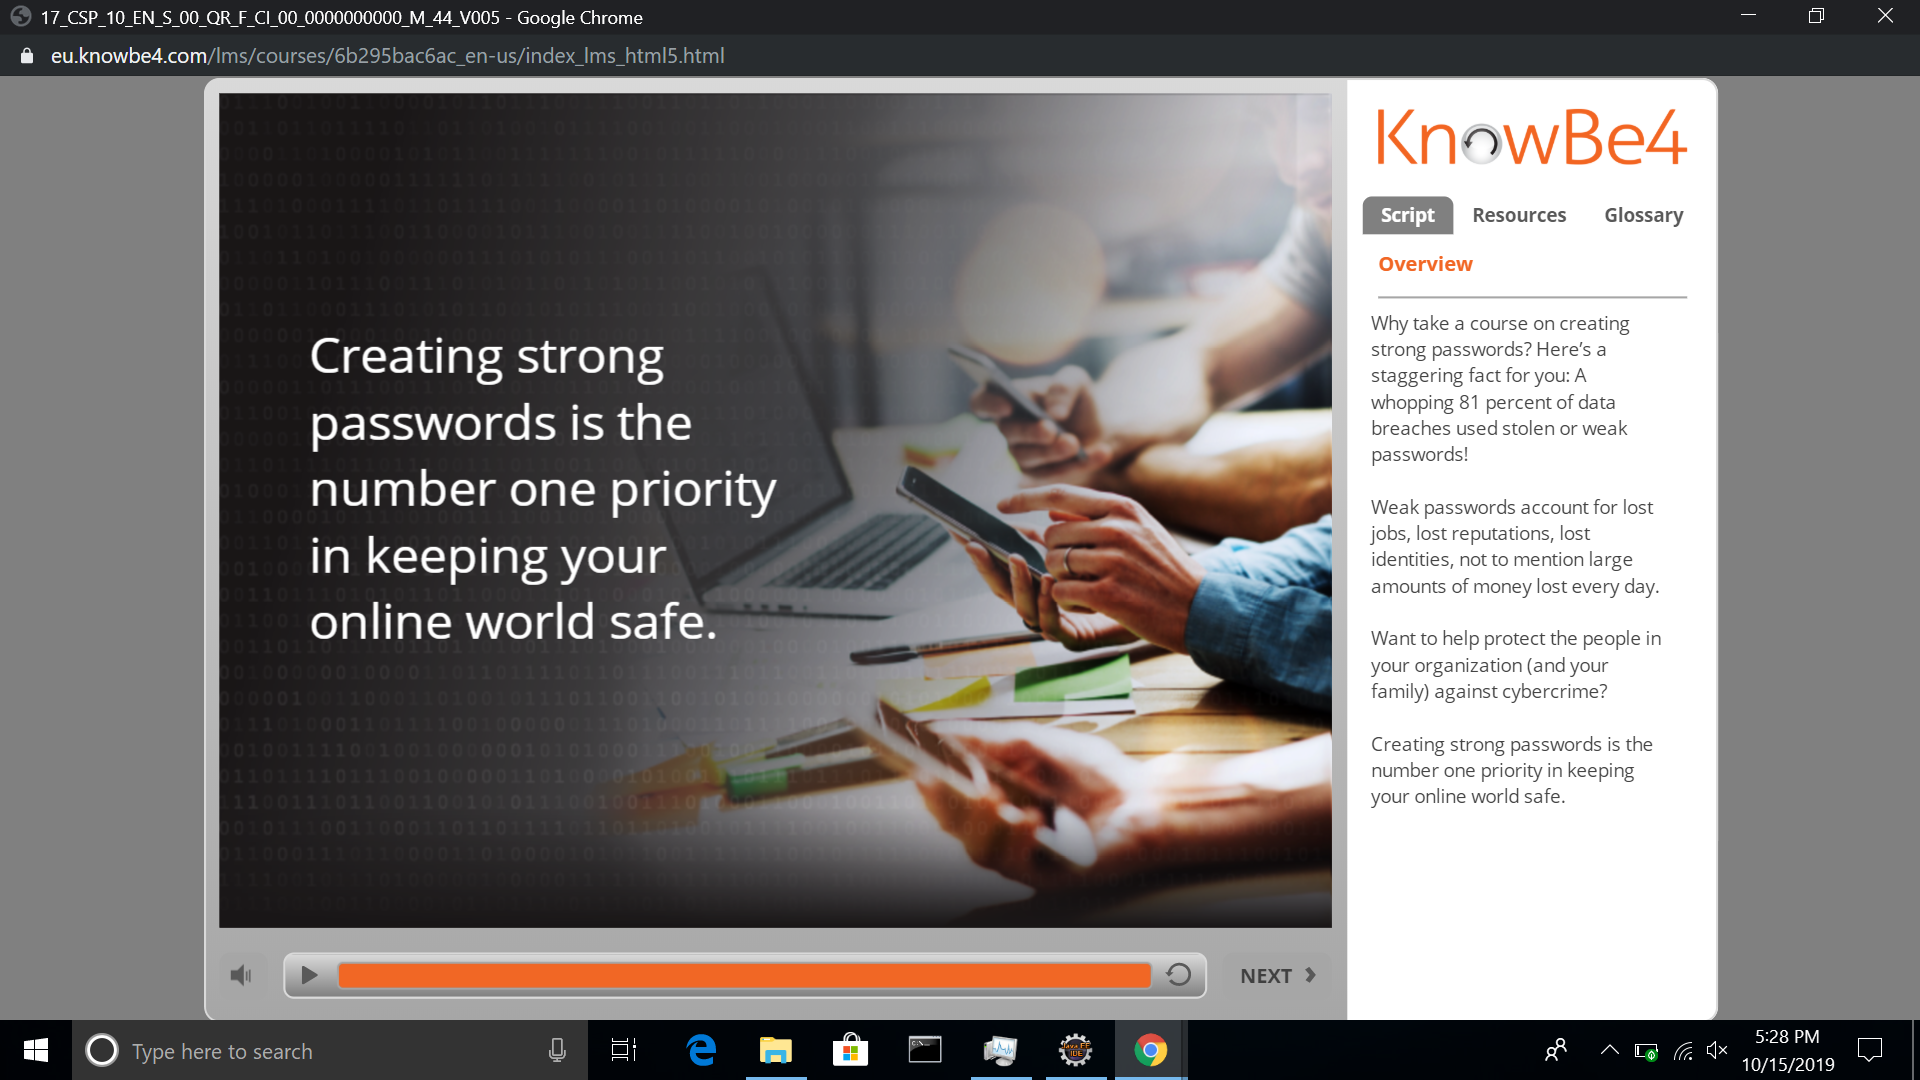 17_CSP_10_EN_S_00_QR_F_CI_00_0000000000_M_44_V005 - Google Chrome
eu.knowbe4.com/lms/courses/6b295bac6ac_en-us/index_lms_html5.html
Creating strong
passwords is the
number one priority
in keeping your
online world safe.
NEXT
KnowBe4
Script Resources Glossary
Overview
Why take a course on creating
strong passwords? Here’s a
staggering fact for you: A
whopping 81 percent of data
breaches used stolen or weak
passwords!
Weak passwords account for lost
jobs, lost reputations, lost
identities, not to mention large
amounts of money lost every day.
Want to help protect the people in
your organization (and your
family) against cybercrime?
Creating strong passwords is the
number one priority in keeping
your online world safe.
Type here to search
5:28 PM
10/15/2019